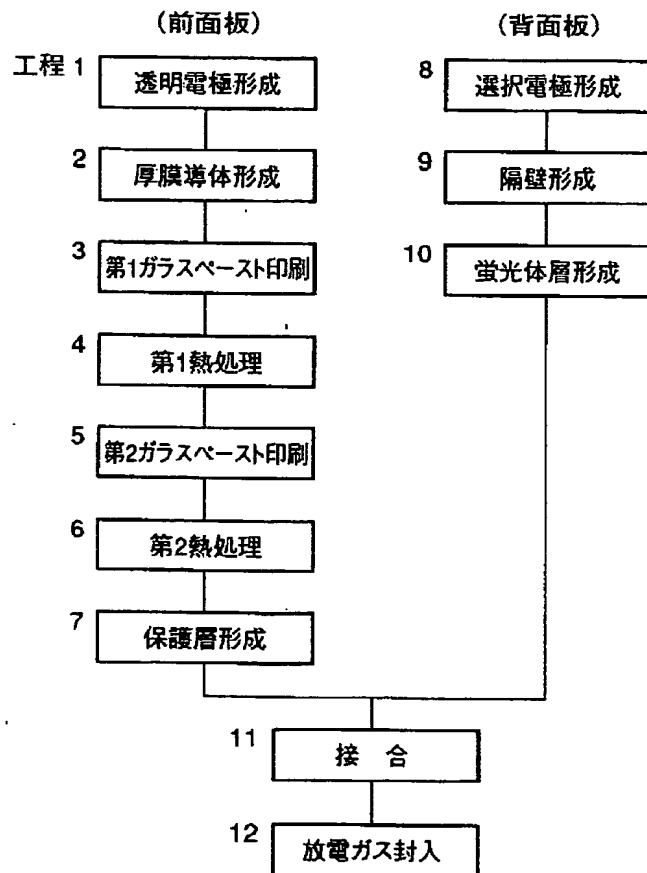 (前面板)
工程 1
透明電極形成
2
厚膜導体形成
3
第1ガラスペースト印刷
4
第1熱処理
5
第2ガラスペースト印刷
6
第2熱処理
7
保護層形成
(背面板)
8
選択電極形成
9
隔壁形成
10
蛍光体層形成
11
接 合
12
放電ガス封入